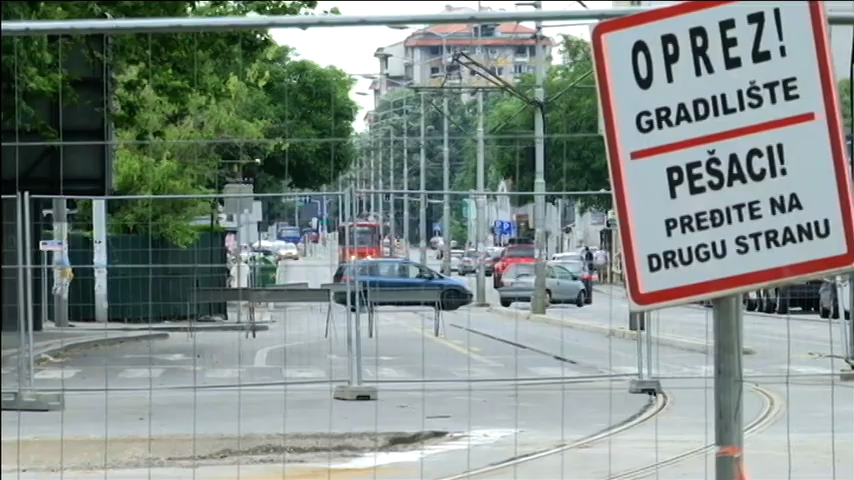 OPREZ!
GRADILIŠTE
PEŠACI!
PREĐITE NA
DRUGU STRANU